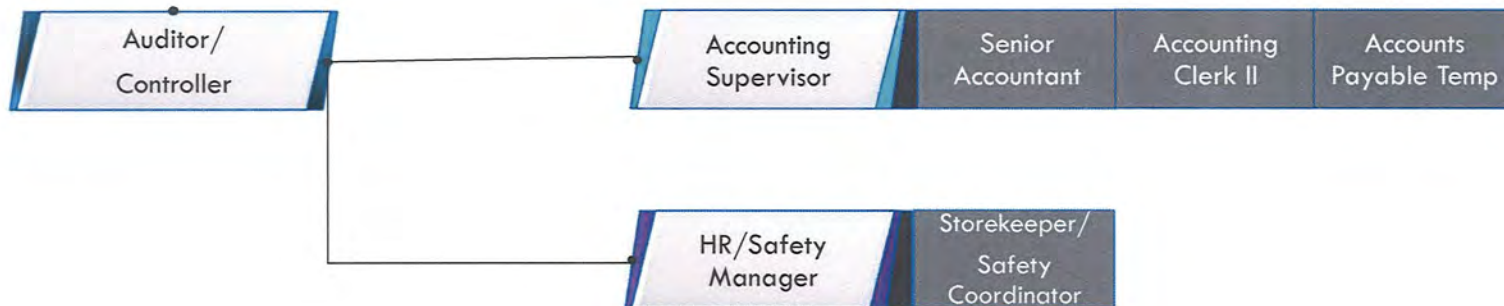 Auditor/
Controller
Accounting
Supervisor
Senior
Accountant
Accounting
Clerk II
Accounts
Payable Temp
HR/Safety
Manager
Storekeeper/
Safety
Coordinator